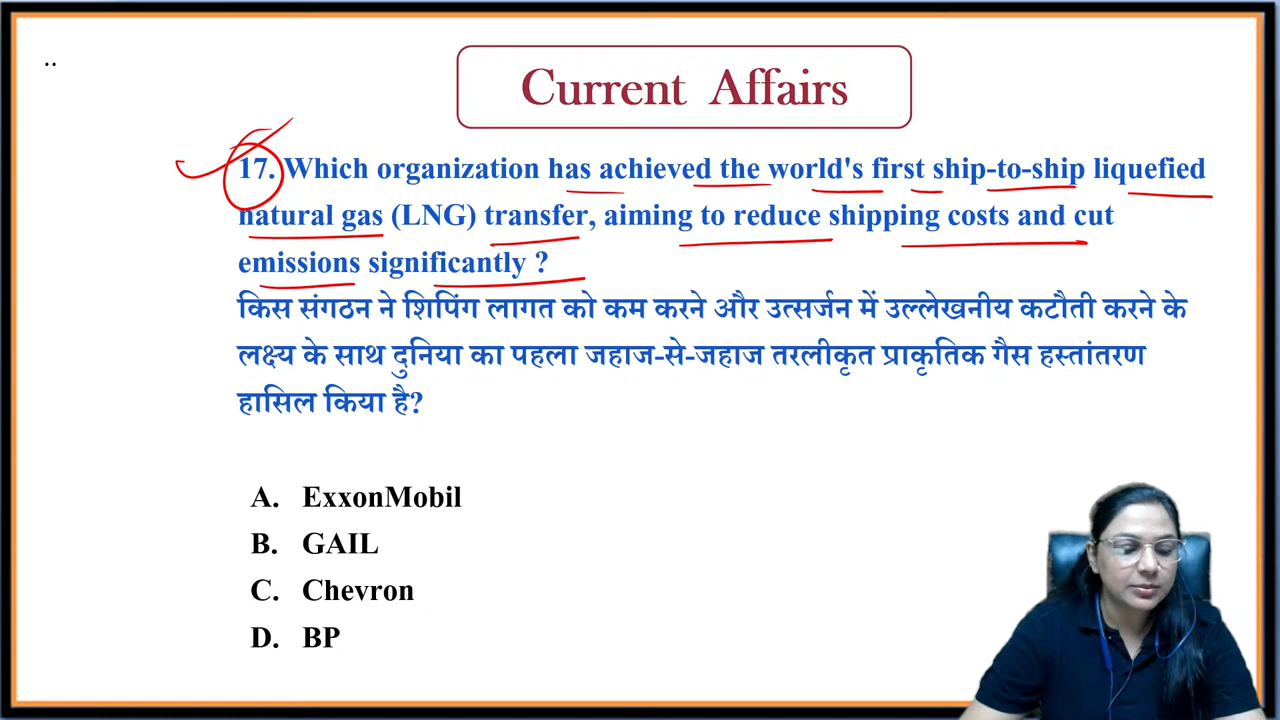 ..
Current Affairs
17. Which organization has achieved the world's first ship-to-ship liquefied
natural gas (LNG) transfer, aiming to reduce shipping costs and cut
emissions significantly ?
किस संगठन ने शिपिंग लागत को कम करने और उत्सर्जन में उल्लेखनीय कटौती करने के
लक्ष्य के साथ दुनिया का पहला जहाज-से-जहाज तरलीकृत प्राकृतिक गैस हस्तांतरण
हासिल किया है?
A. ExxonMobil
B. GAIL
C. Chevron
D. BP